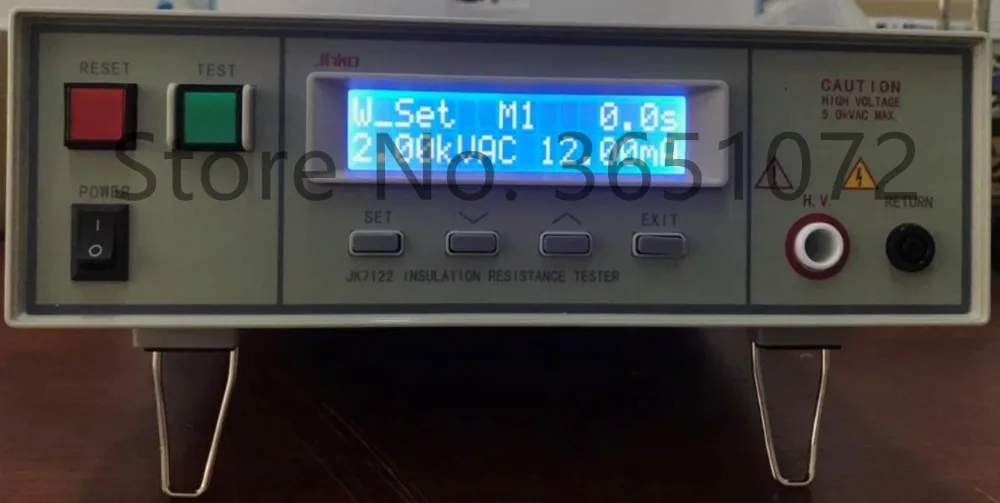 Jinko
RESET
TEST
W_Set M1 0.0s
2.00kVAC 12.00mA
CAUTION
HIGH VOLTAGE
5.0kVAC MAX.
Store No. 3651072
POWER
SET
EXIT
H.V.
RETURN
JK7122 INSULATION RESISTANCE TESTER